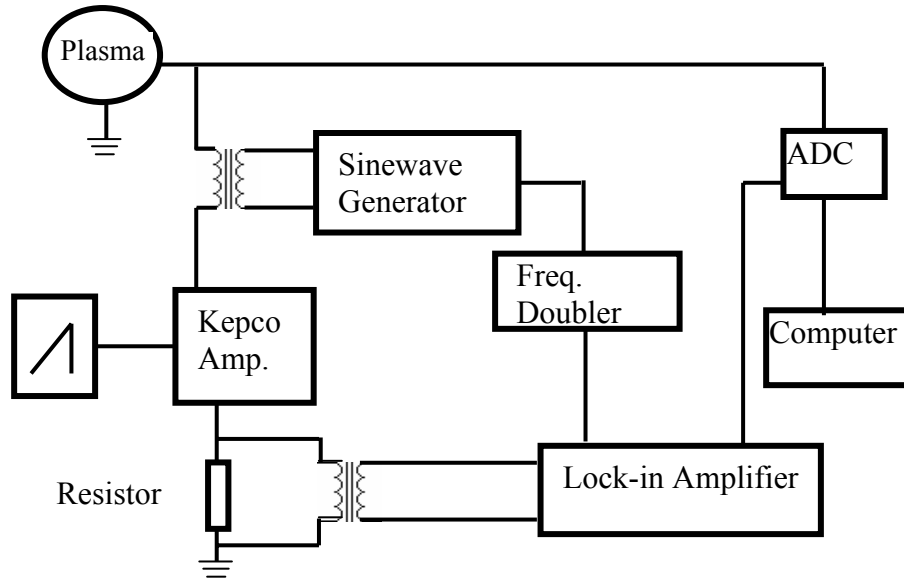 Plasma
Sinewave
Generator
ADC
Freq.
Doubler
Kepco
Amp.
Computer
Resistor
Lock-in Amplifier